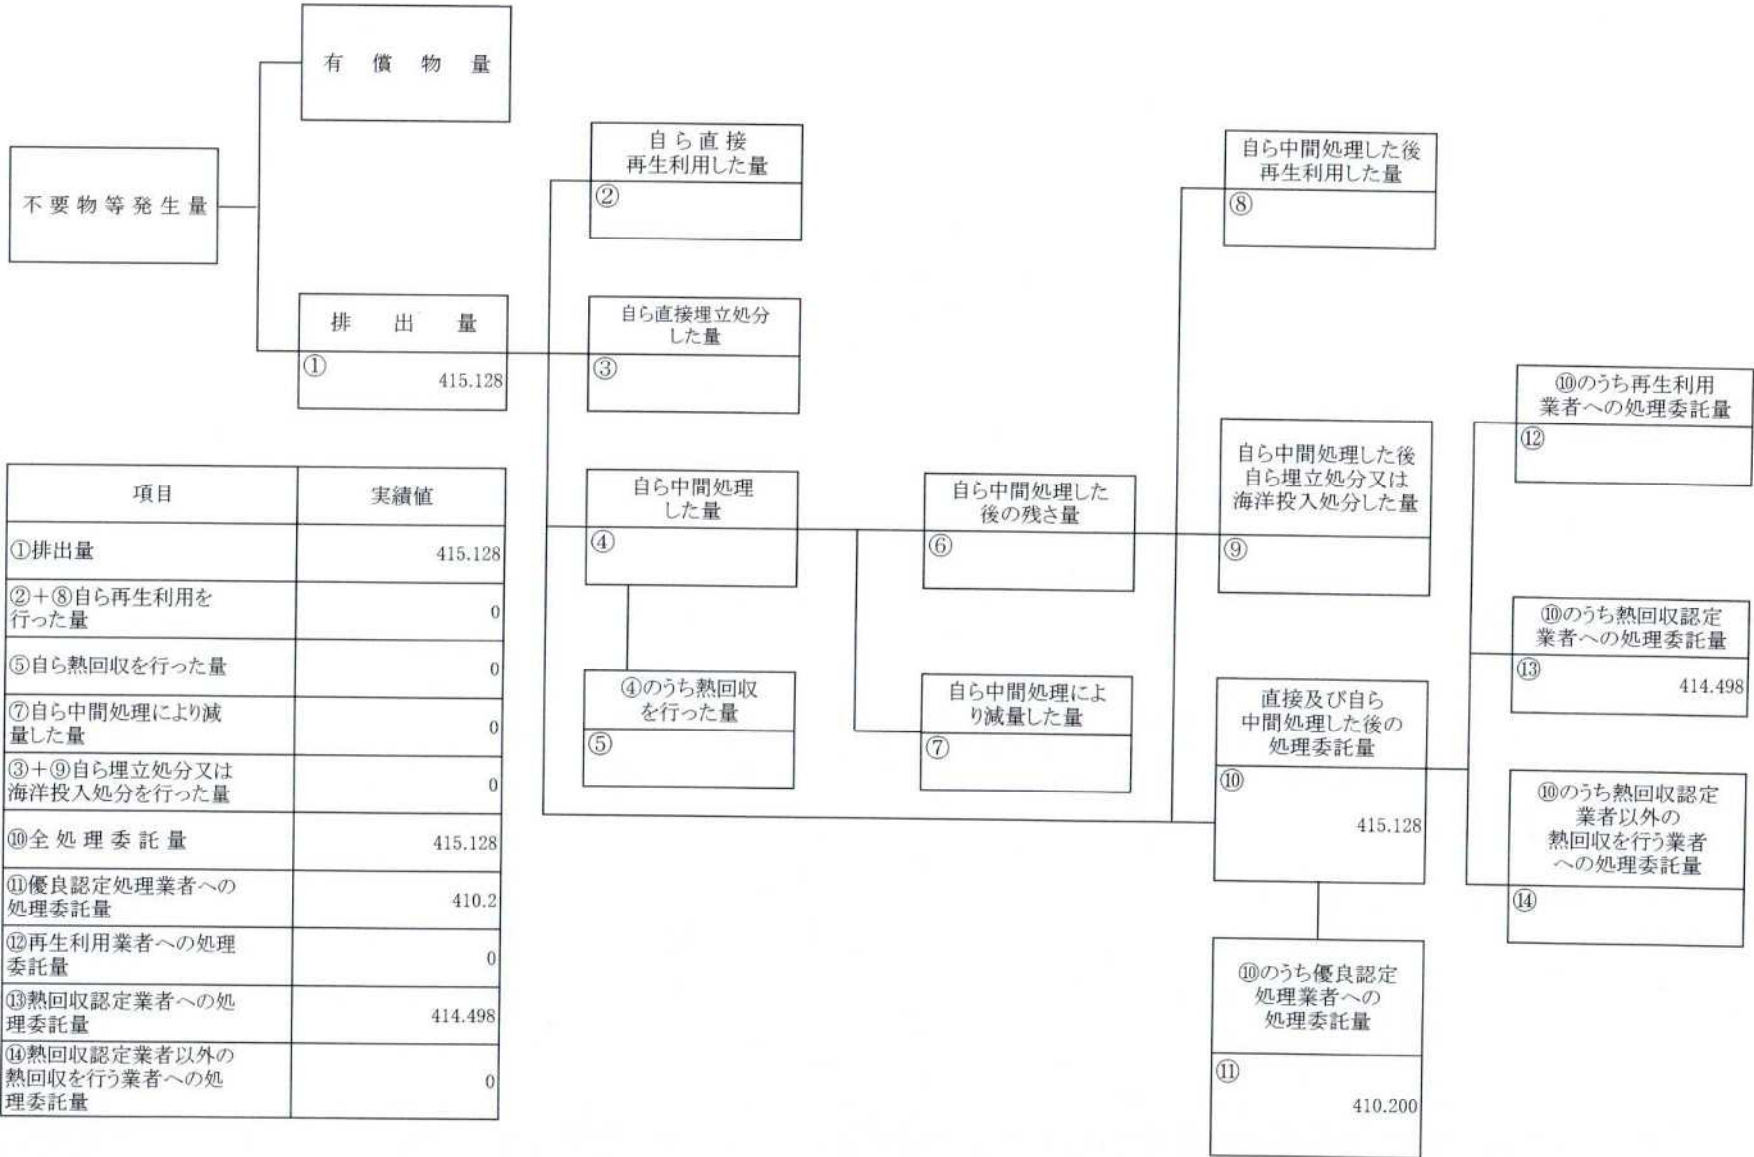 有償物量
不要物等発生量
排出量
①
415.128
自ら直接
再生利用した量
②
自ら直接埋立処分
した量
③
自ら中間処理
した量
④
④のうち熱回収
を行った量
⑤
自ら中間処理した
後の残さ量
⑥
自ら中間処理によ
り減量した量
⑦
自ら中間処理した後
再生利用した量
⑧
自ら中間処理した後
自ら埋立処分又は
海洋投入処分した量
⑨
直接及び自ら
中間処理した後の
処理委託量
⑩
415.128
⑩のうち優良認定
処理業者への
処理委託量
⑪
410.200
⑩のうち再生利用
業者への処理委託量
⑫
⑩のうち熱回収認定
業者への処理委託量
⑬
414.498
⑩のうち熱回収認定
業者以外の
熱回収を行う業者
への処理委託量
⑭
項目 実績値
①排出量 415.128
②+⑧自ら再生利用を
行った量 0
⑤自ら熱回収を行った量 0
⑦自ら中間処理により減
量した量 0
③+⑨自ら埋立処分又は
海洋投入処分を行った量 0
⑩全処理委託量 415.128
⑪優良認定処理業者への
処理委託量 410.2
⑫再生利用業者への処理
委託量 0
⑬熱回収認定業者への処
理委託量 414.498
⑭熱回収認定業者以外の
熱回収を行う業者への処
理委託量 0